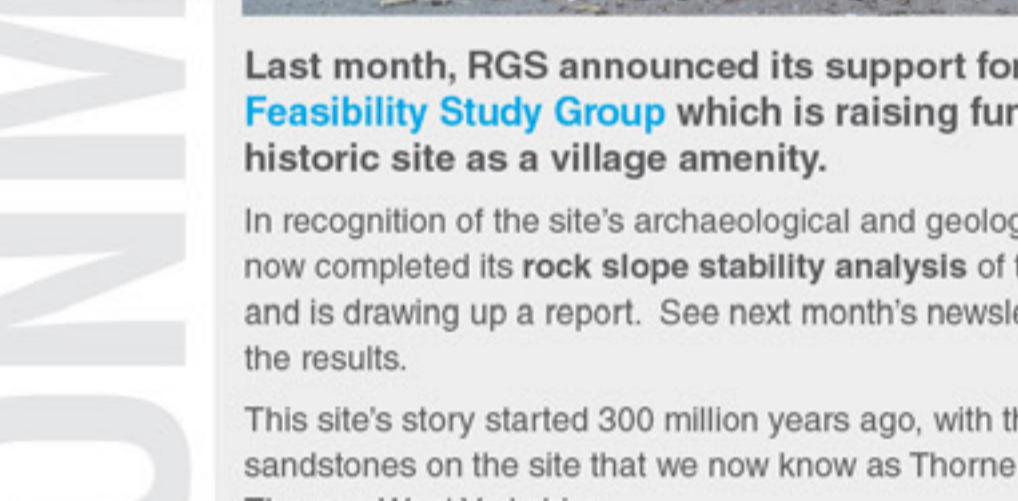 Last month, RGS announced its support for
Feasibility Study Group which is raising
historic site as a village amenity.
In recognition of the site's archaeological and
now completed its rock slope stability analysis of
and is drawing up a report.  See next month's
the results.
This site's story started 300 million years ago, with
sandstones on the site that we now know as Thorne